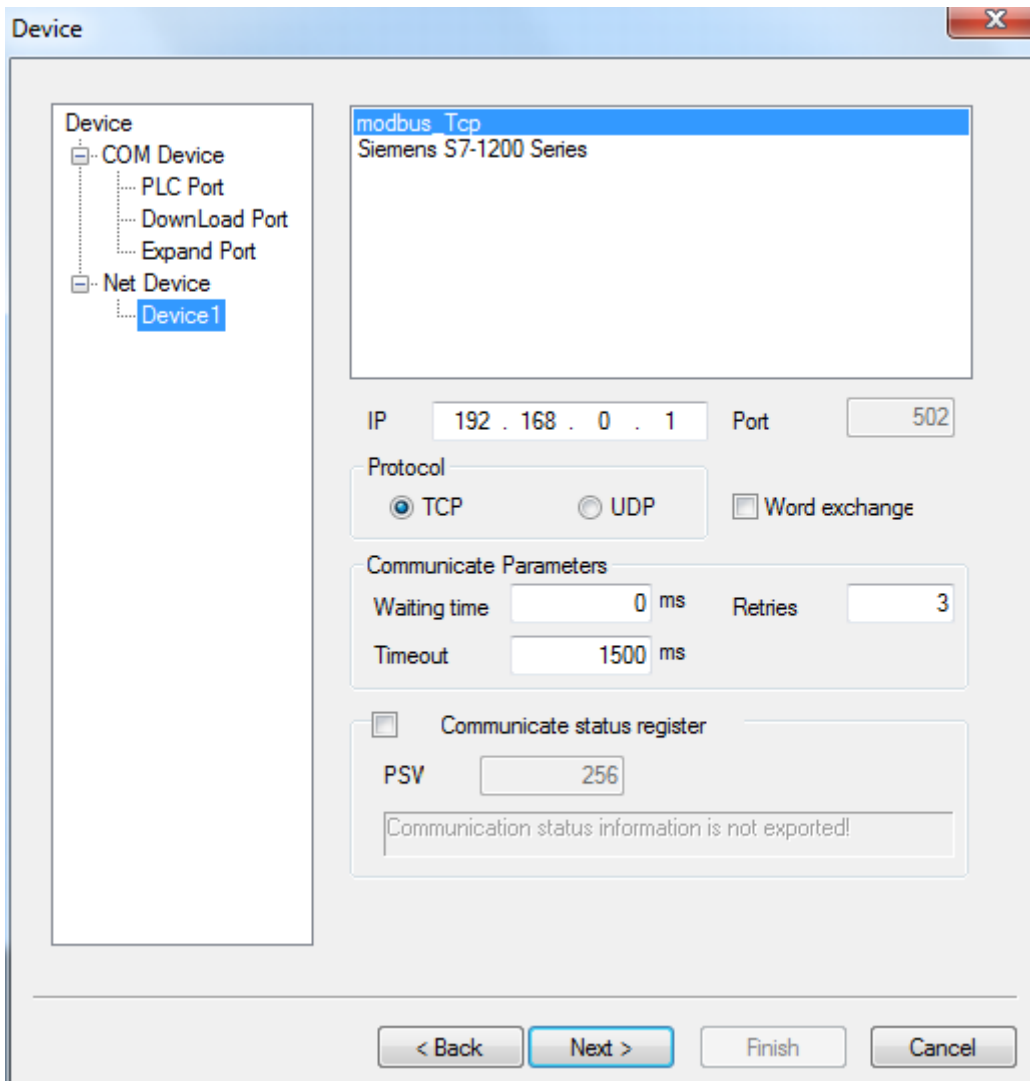 Device
Device
COM Device
PLC Port
DownLoad Port
Expand Port
Net Device
Device1
modbus_Tcp
Siemens S7-1200 Series
IP 192 . 168 . 0 . 1 Port 502
Protocol
TCP UDP Word exchange
Communicate Parameters
Waiting time 0 ms Retries 3
Timeout 1500 ms
Communicate status register
PSV 256
Communication status information is not exported!
< Back Next > Finish Cancel